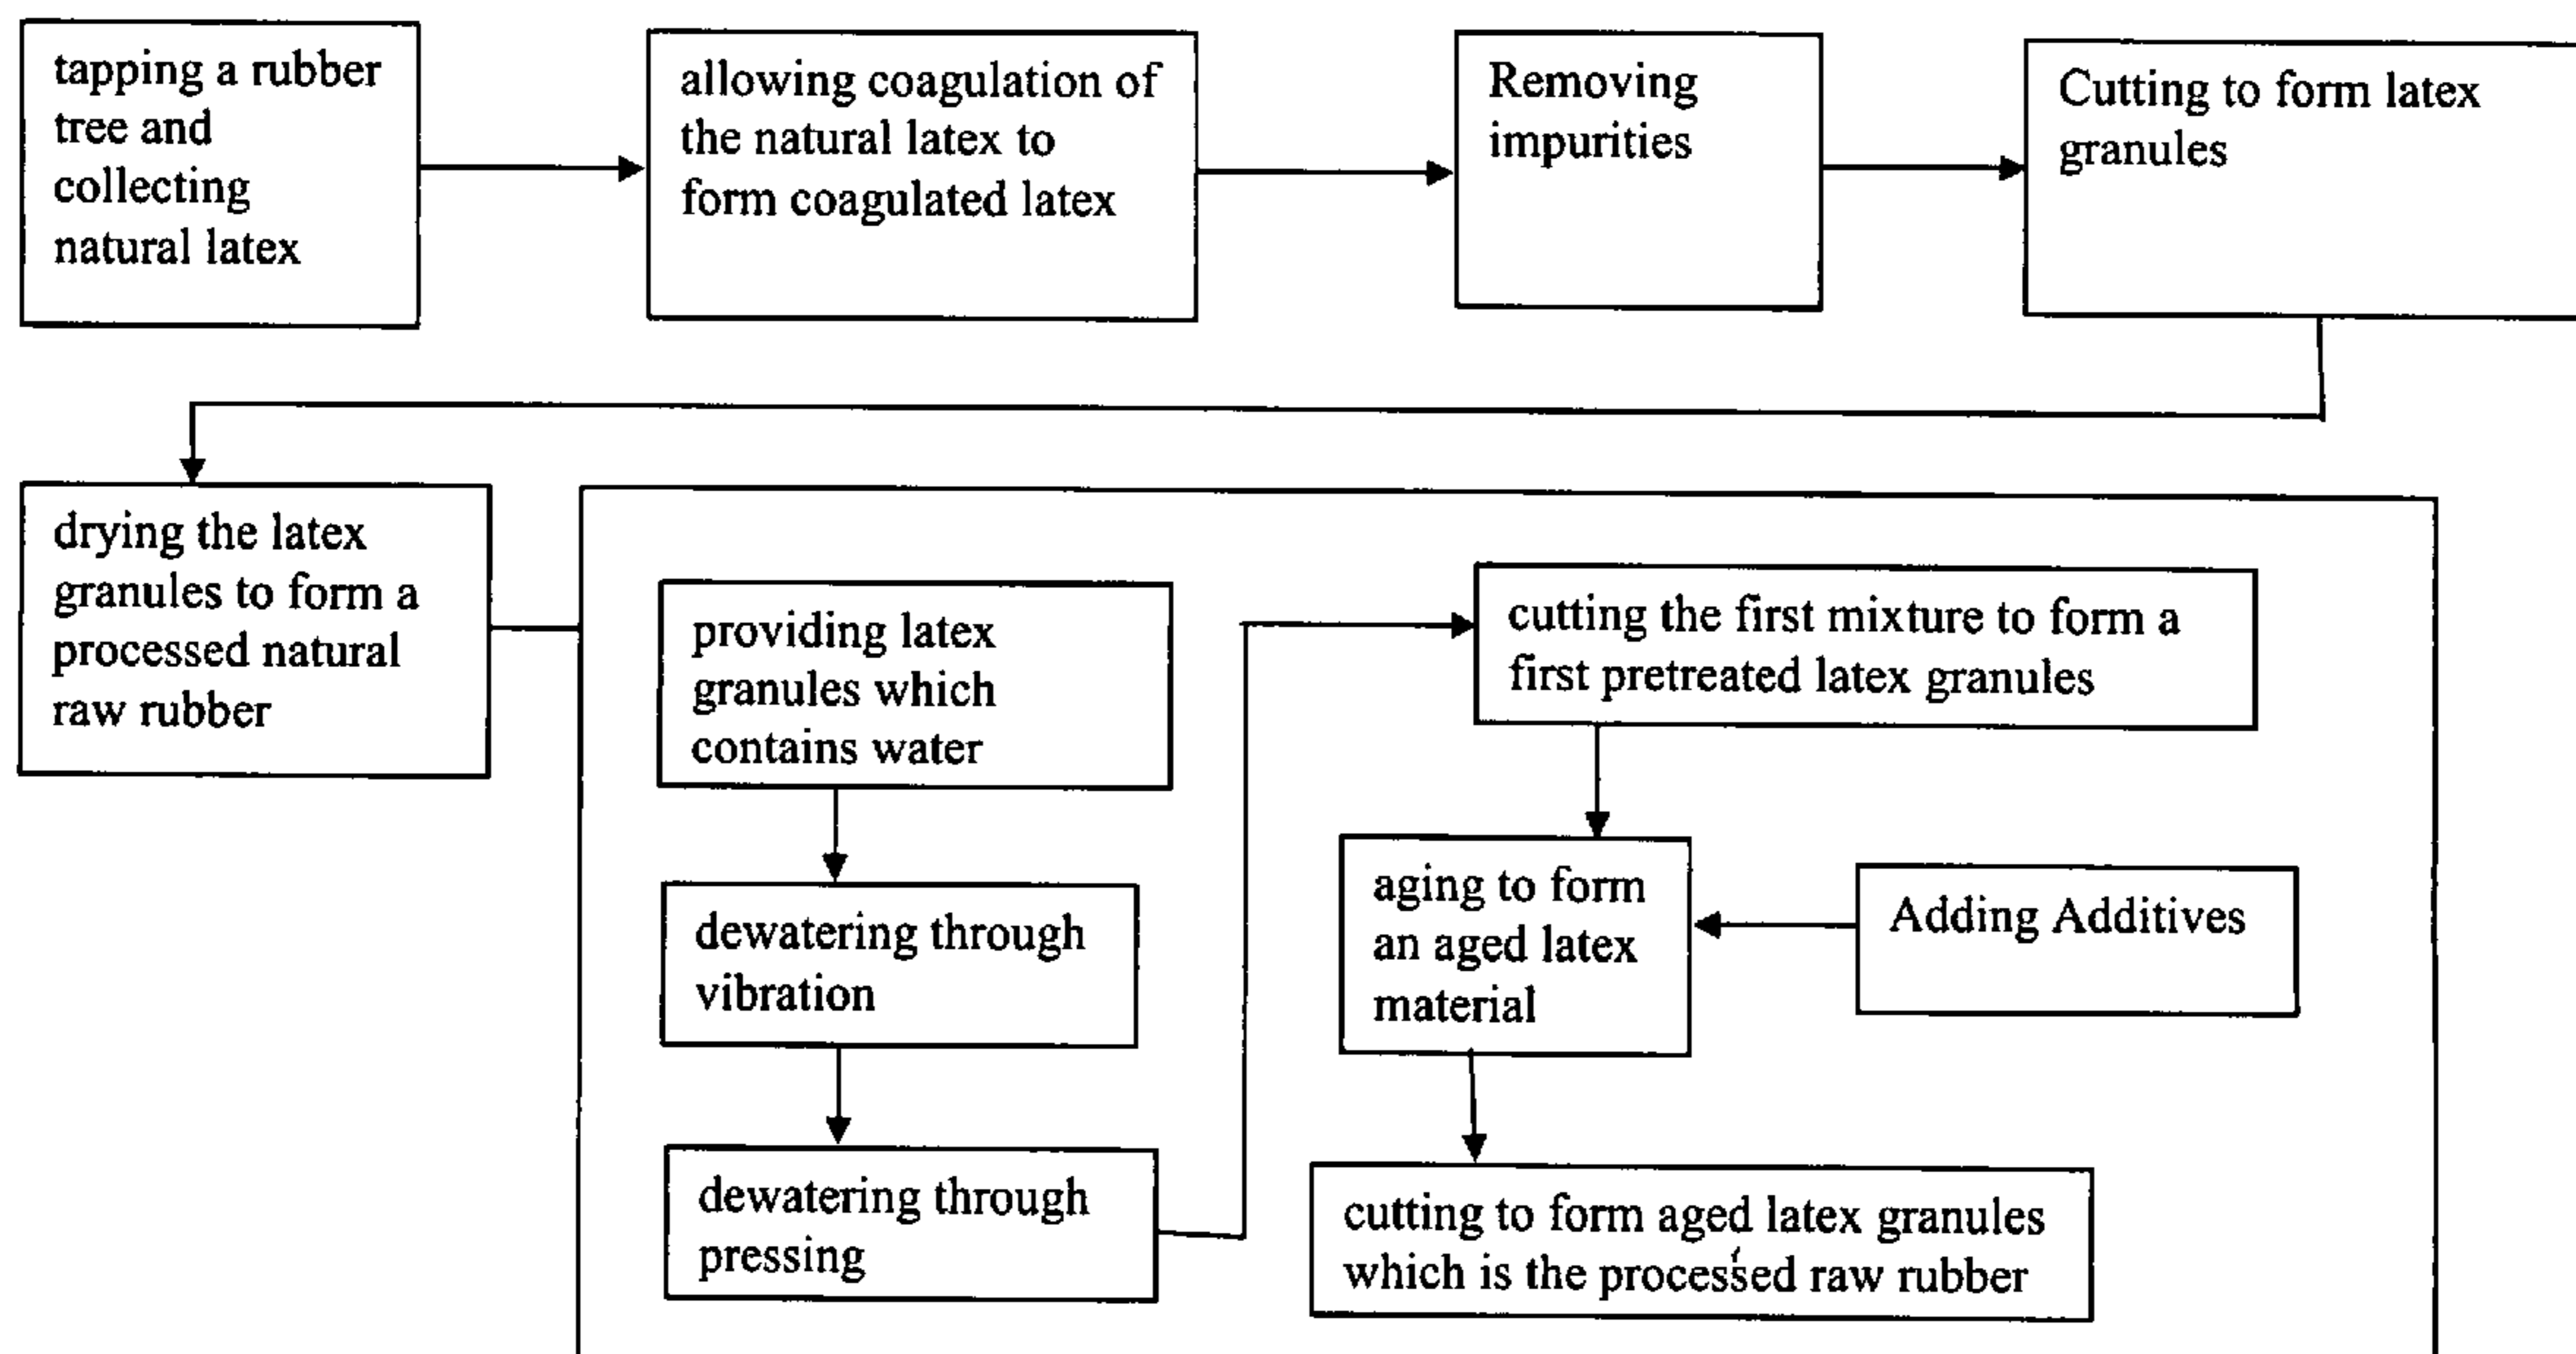 tapping a rubber
tree and
collecting
natural latex
allowing coagulation of
the natural latex to
form coagulated latex
Removing
impurities
Cutting to form latex
granules
drying the latex
granules to form a
processed natural
raw rubber
providing latex
granules which
contains water
dewatering through
vibration
dewatering through
pressing
cutting the first mixture to form a
first pretreated latex granules
aging to form
an aged latex
material
Adding Additives
cutting to form aged latex granules
which is the processed raw rubber